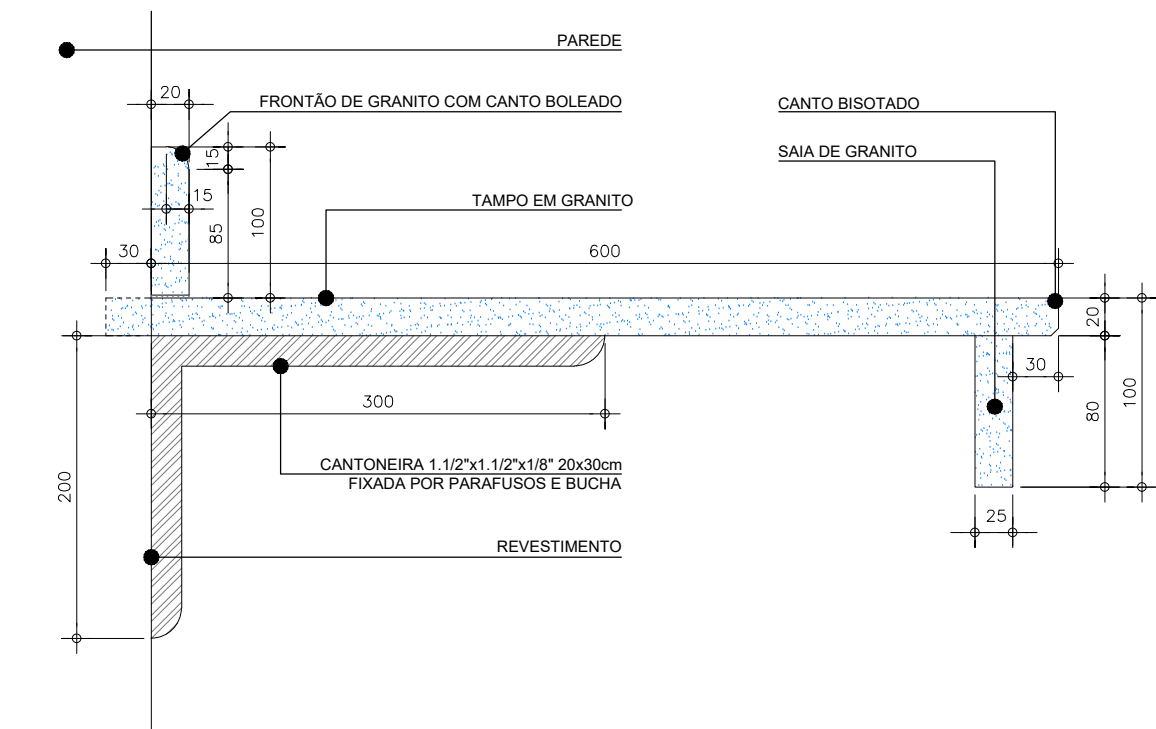 PAREDE
20
FRONTÃO DE GRANITO COM CANTO BOLEADO
CANTO BISOTADO
15
SAIA DE GRANITO
15
TAMPO EM GRANITO
85
100
30
600
20
30
300
80
100
CANTONEIRA 1.1/2"x1.1/2"x1/8" 20x30cm
FIXADA POR PARAFUSOS E BUCHA
200
25
REVESTIMENTO